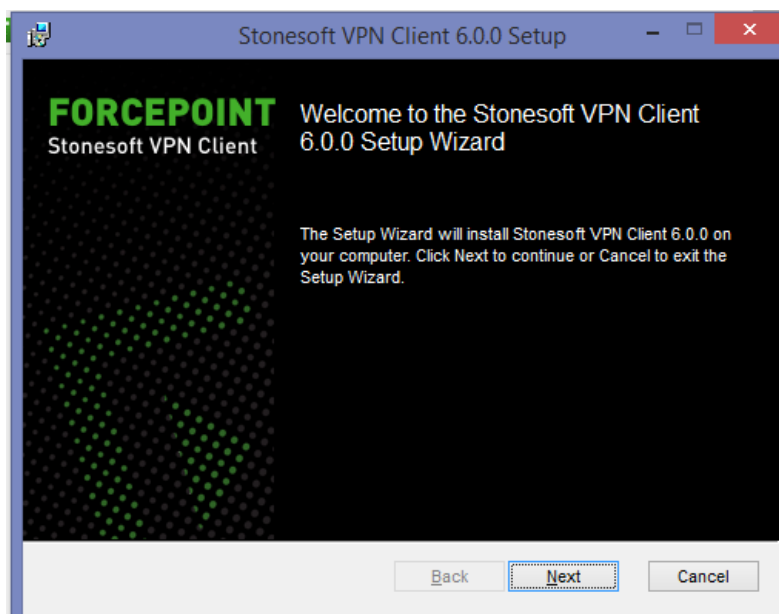 Stonesoft VPN Client 6.0.0 Setup
FORCEPOINT
Stonesoft VPN Client
Welcome to the Stonesoft VPN Client
6.0.0 Setup Wizard
The Setup Wizard will install Stonesoft VPN Client 6.0.0 on
your computer. Click Next to continue or Cancel to exit the
Setup Wizard.
Back Next Cancel